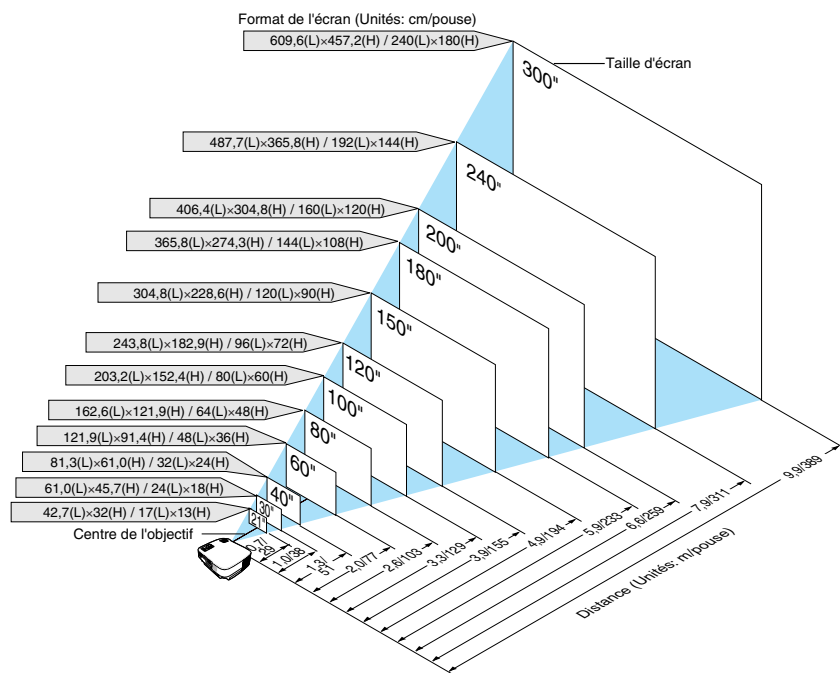 Format de l'écran (Unités: cm/pouse)
609,6(L)×457,2(H) / 240(L)×180(H)
Taille d'écran
300"
487,7(L)×365,8(H) / 192(L)×144(H)
240"
406,4(L)×304,8(H) / 160(L)×120(H)
200"
365,8(L)×274,3(H) / 144(L)×108(H)
180"
304,8(L)×228,6(H) / 120(L)×90(H)
150"
243,8(L)×182,9(H) / 96(L)×72(H)
120"
203,2(L)×152,4(H) / 80(L)×60(H)
100"
162,6(L)×121,9(H) / 64(L)×48(H)
80"
121,9(L)×91,4(H) / 48(L)×36(H)
60"
81,3(L)×61,0(H) / 32(L)×24(H)
40"
61,0(L)×45,7(H) / 24(L)×18(H)
30"
42,7(L)×32(H) / 17(L)×13(H)
21"
Centre de l'objectif
0,7/
29
1,0/38
1,3/
51
2,0/77
2,6/103
3,3/129
3,9/155
4,9/194
5,9/233
6,6/259
7,9/311
9,9/389
Distance (Unités: m/pouse)